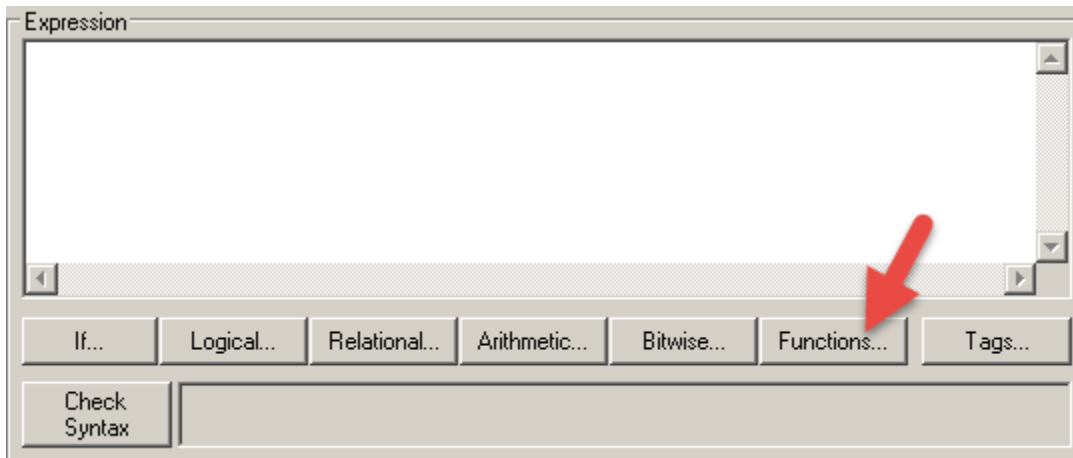 Expression
If... Logical... Relational... Arithmetic... Bitwise... Functions... Tags...
Check
Syntax